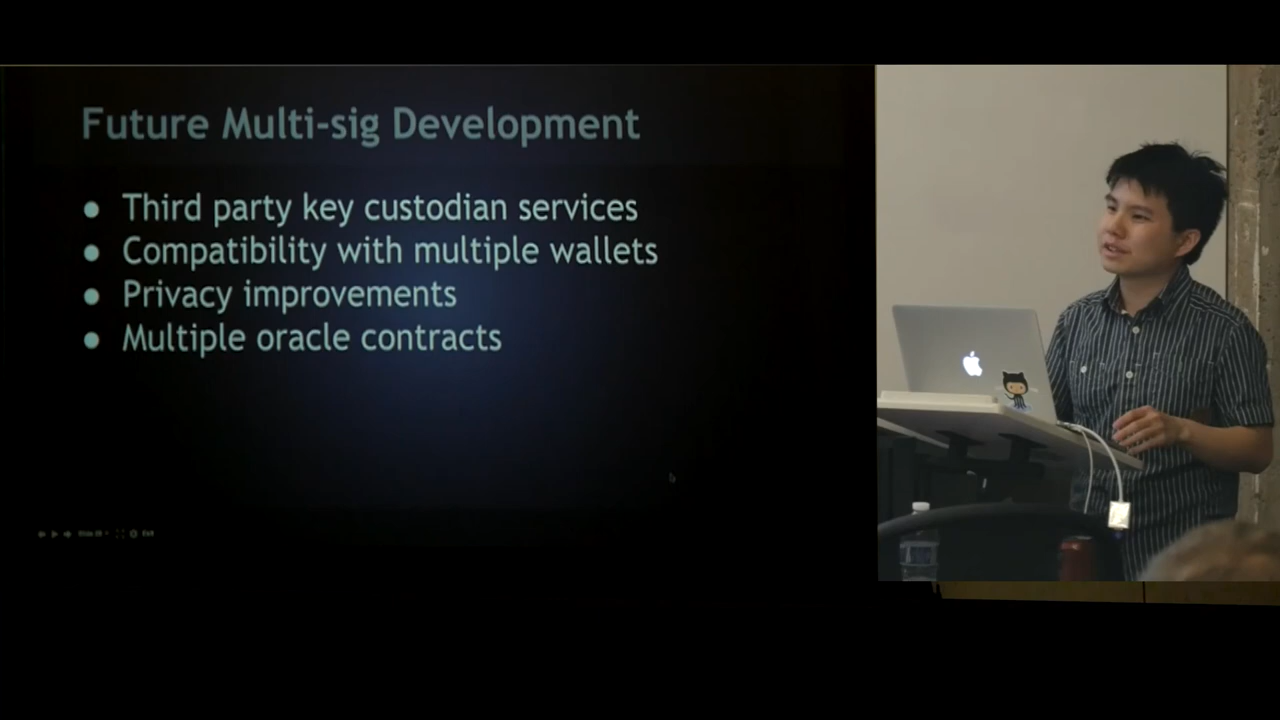 Future Multi-sig Development
● Third party key custodian services
● Compatibility with multiple wallets
● Privacy improvements
● Multiple oracle contracts